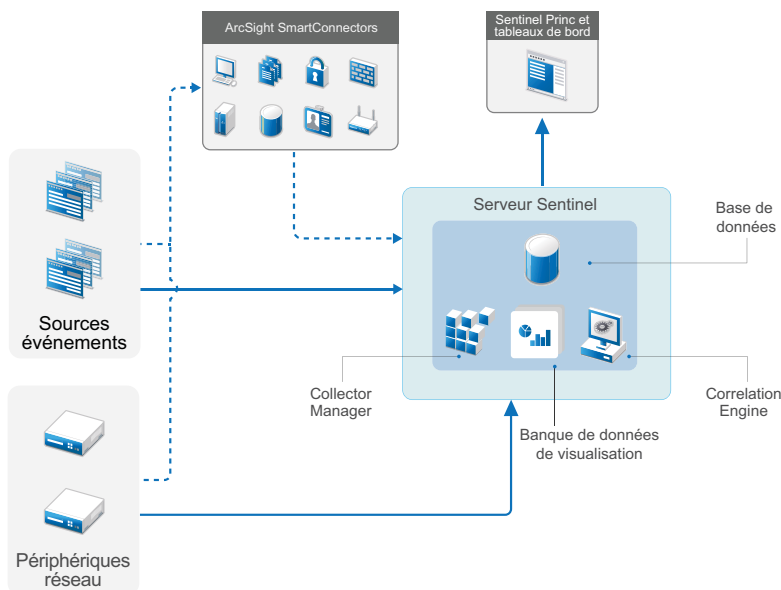 ArcSight SmartConnectors
Sentinel Princ et
tableaux de bord
Serveur Sentinel
Base de
données
Sources
événements
Collector
Manager
Correlation
Engine
Banque de données
de visualisation
Périphériques
réseau